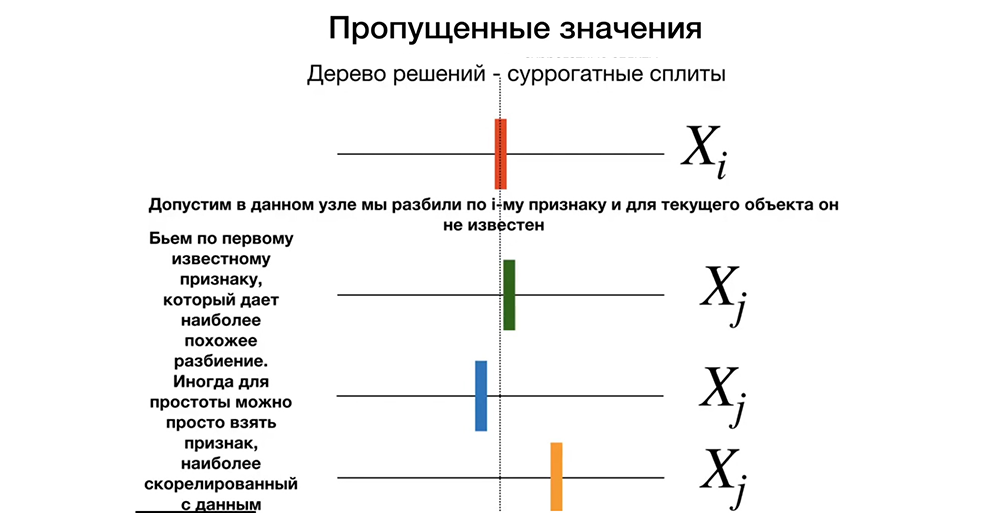 Пропущенные значения
Дерево решений - суррогатные сплиты
X_i
Допустим в данном узле мы разбили по i-му признаку и для текущего объекта он
не известен
Бьем по первому
известному
признаку,
который дает
наиболее
похожее
разбиение.
Иногда для
простоты можно
просто взять
признак,
наиболее
скорелированный
с данным
X_j
X_j
X_j